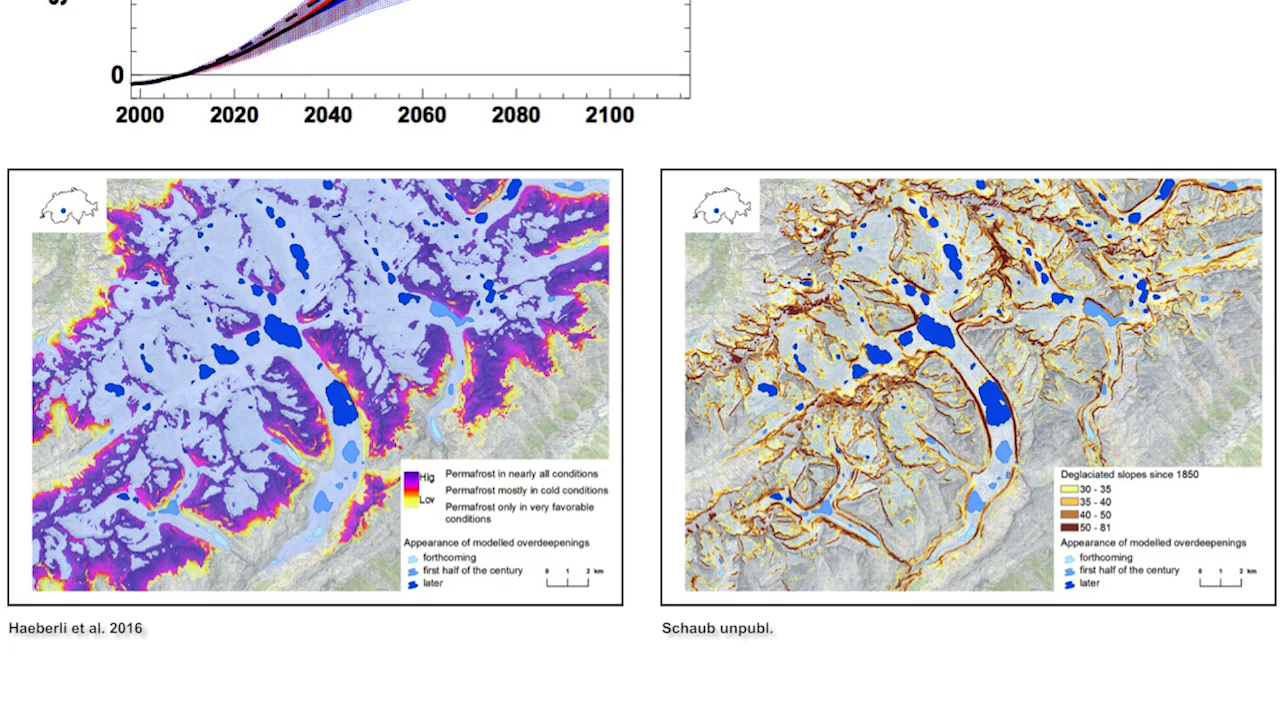 0
2000 2020 2040 2060 2080 2100
Hig
Lov
Permafrost in nearly all conditions
Permafrost mostly in cold conditions
Permafrost only in very favorable
conditions
Appearance of modelled overdeepenings
forthcoming
first half of the century
later
0 1 2 km
Haeberli et al. 2016
Deglaciated slopes since 1850
30 - 35
35 - 40
40 - 50
50 - 81
Appearance of modelled overdeepenings
forthcoming
first half of the century
later
0 1 2 km
Schaub unpubl.